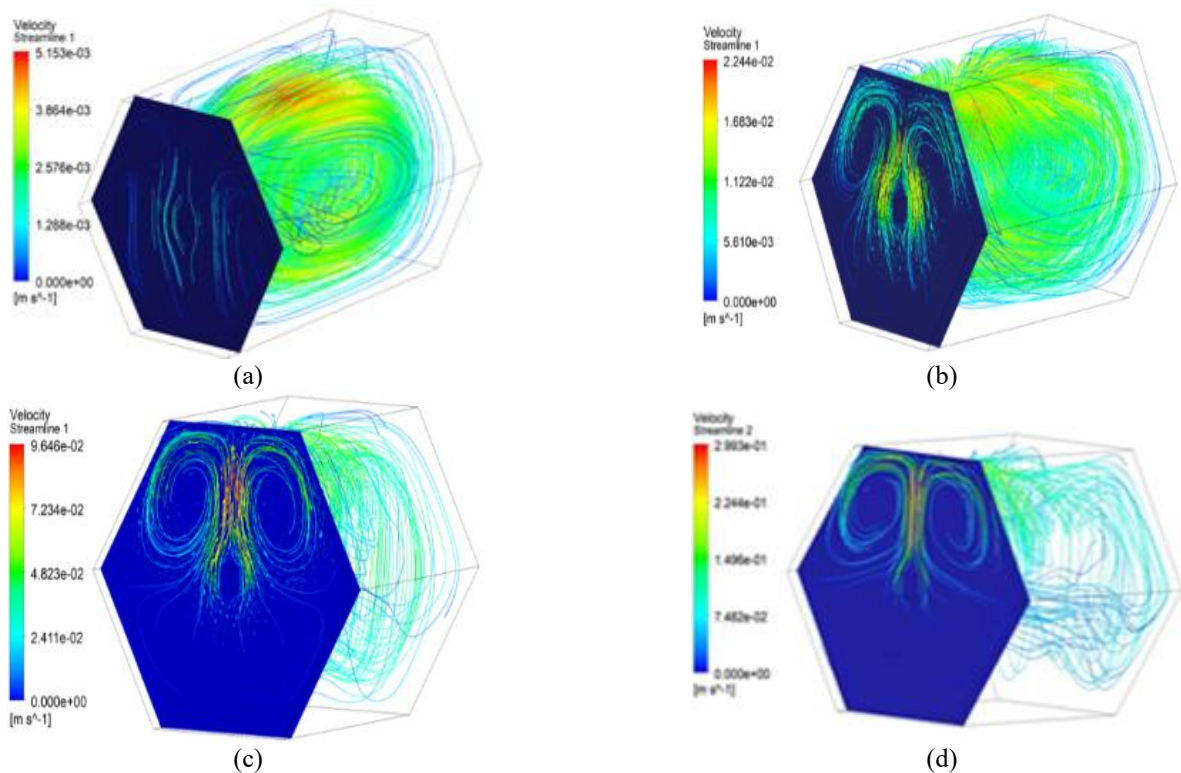 Velocity
Streamline 1
5.153e-03
3.864e-03
2.576e-03
1.288e-03
0.000e+00
[m s^-1]
(a)
Velocity
Streamline 1
2.244e-02
1.683e-02
1.122e-02
5.610e-03
0.000e+00
[m s^-1]
(b)
Velocity
Streamline 1
9.646e-02
7.234e-02
4.823e-02
2.411e-02
0.000e+00
[m s^-1]
(c)
Velocity
Streamline 2
2.993e-01
2.244e-01
1.496e-01
7.482e-02
0.000e+00
[m s^-1]
(d)